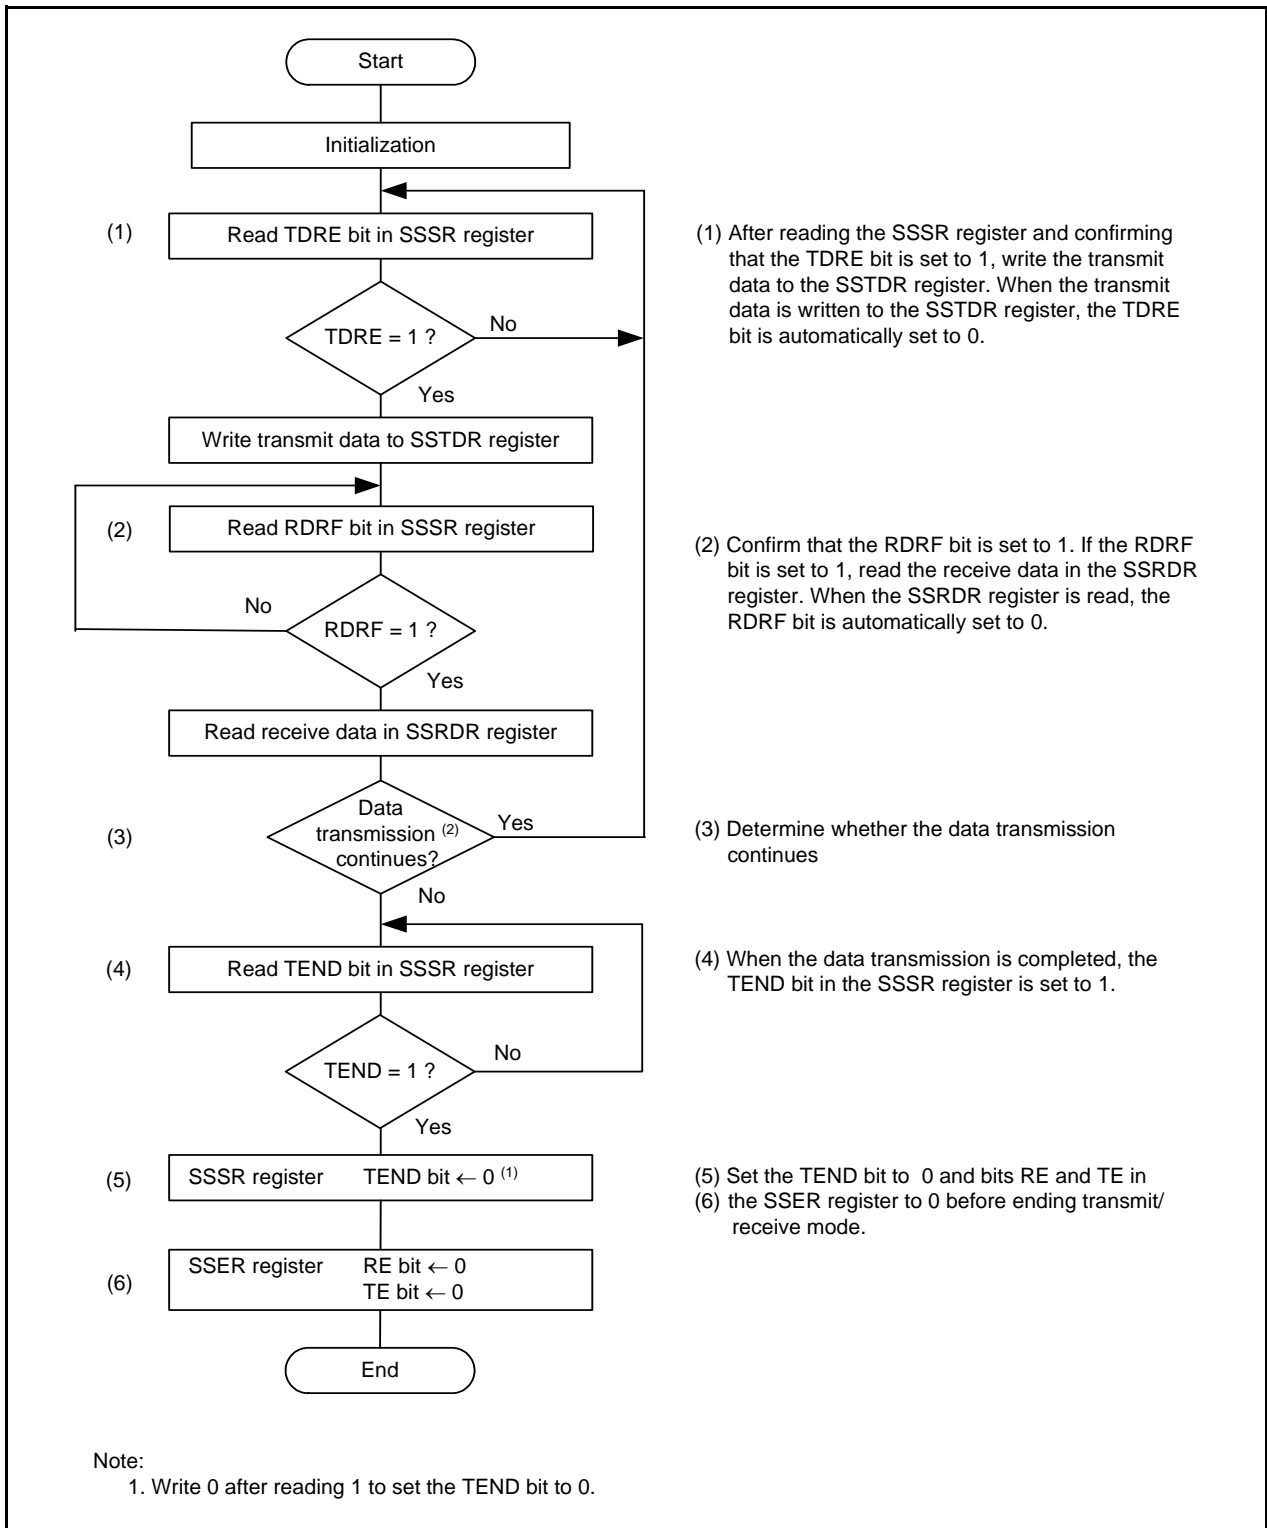 Start
Initialization
(1)
Read TDRE bit in SSSR register
TDRE = 1 ?
No
Yes
Write transmit data to SSTDR register
(2)
Read RDRF bit in SSSR register
No
RDRF = 1 ?
Yes
Read receive data in SSRDR register
(3)
Data
transmission (2)
continues?
Yes
No
(4)
Read TEND bit in SSSR register
TEND = 1 ?
No
Yes
(5)
SSSR register TEND bit ← 0 (1)
(6)
SSER register RE bit ← 0
TE bit ← 0
End
(1) After reading the SSSR register and confirming
that the TDRE bit is set to 1, write the transmit
data to the SSTDR register. When the transmit
data is written to the SSTDR register, the TDRE
bit is automatically set to 0.
(2) Confirm that the RDRF bit is set to 1. If the RDRF
bit is set to 1, read the receive data in the SSRDR
register. When the SSRDR register is read, the
RDRF bit is automatically set to 0.
(3) Determine whether the data transmission
continues
(4) When the data transmission is completed, the
TEND bit in the SSSR register is set to 1.
(5) Set the TEND bit to 0 and bits RE and TE in
(6) the SSER register to 0 before ending transmit/
receive mode.
Note:
1. Write 0 after reading 1 to set the TEND bit to 0.